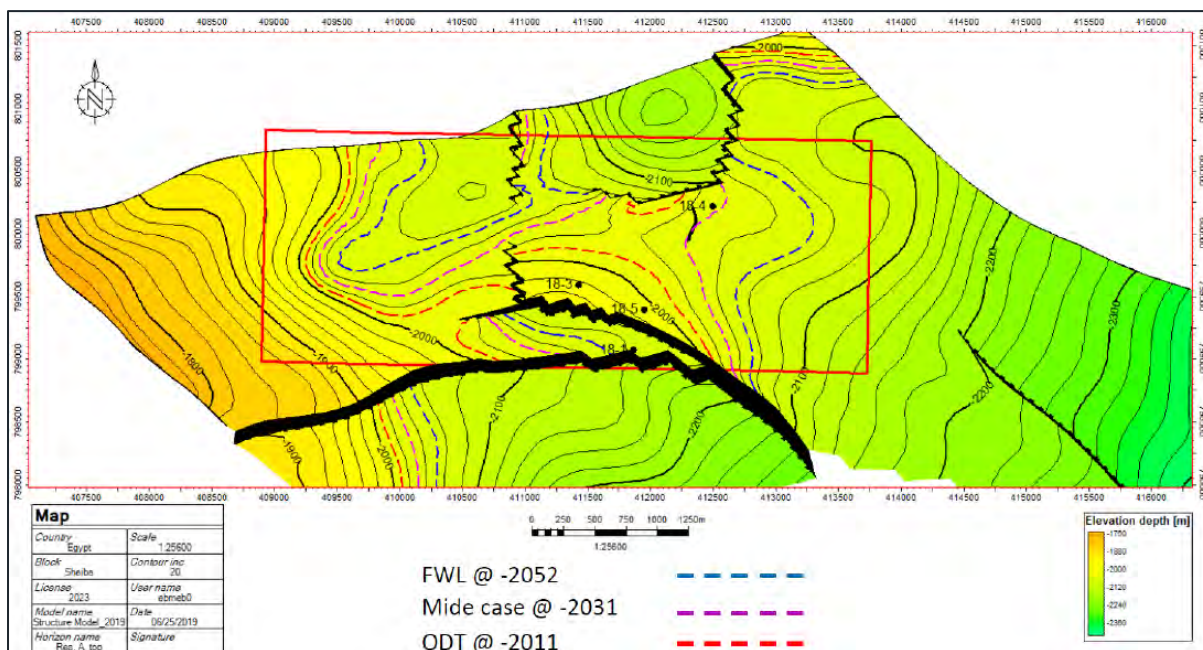 407500 408000 408500 409000 409500 410000 410500 411000 411500 412000 412500 413000 413500 414000 414500 415000 415500 416000
801500
801000
800500
800000
799500
799000
798500
798000
N
-2000
-2100
18-4
-2200
-2300
18-3
18-5
-2000
-2000
18-1
-1800
-1900
-2100
-2100
-2200
-2200
-1900
-2000
407500 408000 408500 409000 409500 410000 410500 411000 411500 412000 412500 413000 413500 414000 414500 415000 415500 416000
Map
Country Scale
Egypt 1:25600
Block Contour inc
Sheiba 20
License User name
2023 ebmeb0
Model name Date
Structure Model_2019 06/25/2019
Horizon name Signature
Res. A top
0 250 500 750 1000 1250m
1:25600
FWL @ -2052
Mide case @ -2031
ODT @ -2011
Elevation depth [m]
-2000
-2240
-2360